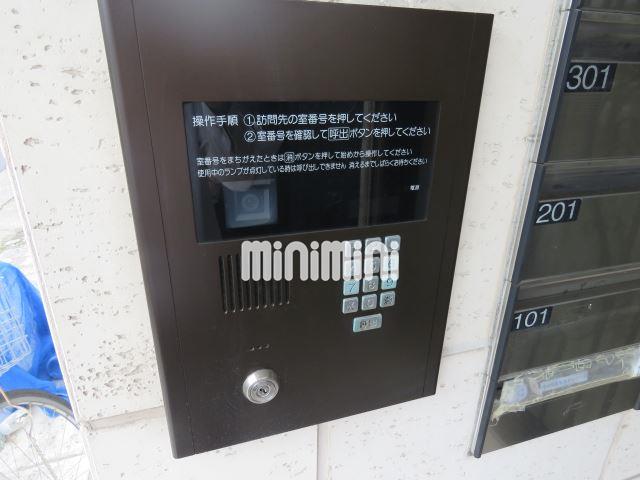 操作手順 ①訪問先の室番号を押してください
②室番号を確認して呼出ボタンを押してください
室番号をまちがえたときは戻ボタンを押して始めから操作してください
使用中のランプが点灯している時は呼び出しできません 消えるまでしばらくお待ちください
minimini
7
9
301
201
101